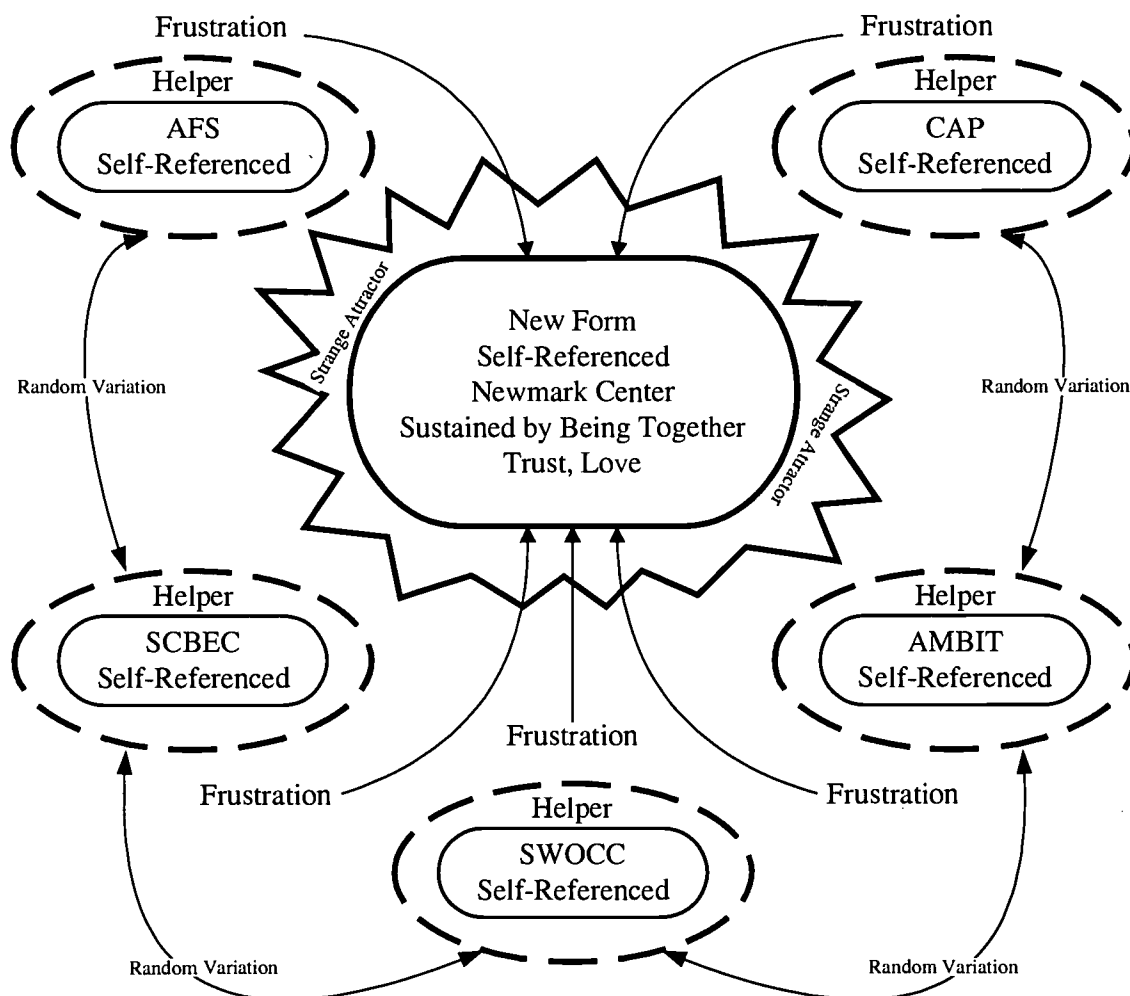 Frustration
Frustration
Helper
AFS
Self-Referenced
Helper
CAP
Self-Referenced
Strange Attractor
New Form
Self-Referenced
Newmark Center
Sustained by Being Together
Trust, Love
Strange Attractor
Random Variation
Random Variation
Helper
SCBEC
Self-Referenced
Helper
AMBIT
Self-Referenced
Frustration
Frustration
Frustration
Helper
SWOCC
Self-Referenced
Random Variation
Random Variation